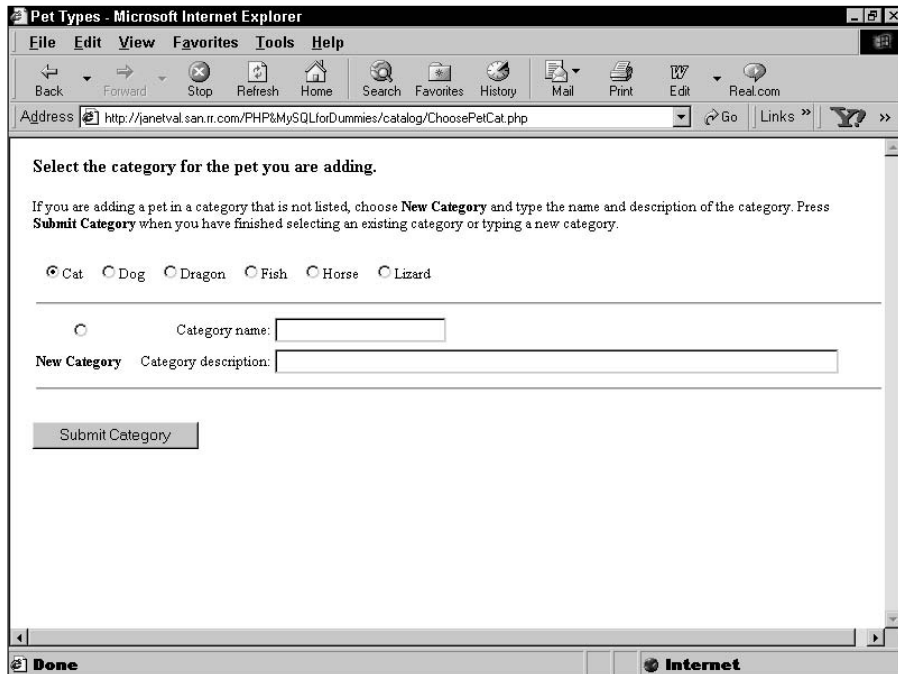 Pet Types - Microsoft Internet Explorer
File Edit View Favorites Tools Help
Back Forward Stop Refresh Home Search Favorites History Mail Print Edit Real.com
Address http://janetval.san.rr.com/PHP&MySQLforDummies/catalog/ChoosePetCat.php Go Links » Y? »
Select the category for the pet you are adding.
If you are adding a pet in a category that is not listed, choose New Category and type the name and description of the category. Press
Submit Category when you have finished selecting an existing category or typing a new category.
Cat Dog Dragon Fish Horse Lizard
Category name:
New Category Category description:
Submit Category
Done Internet